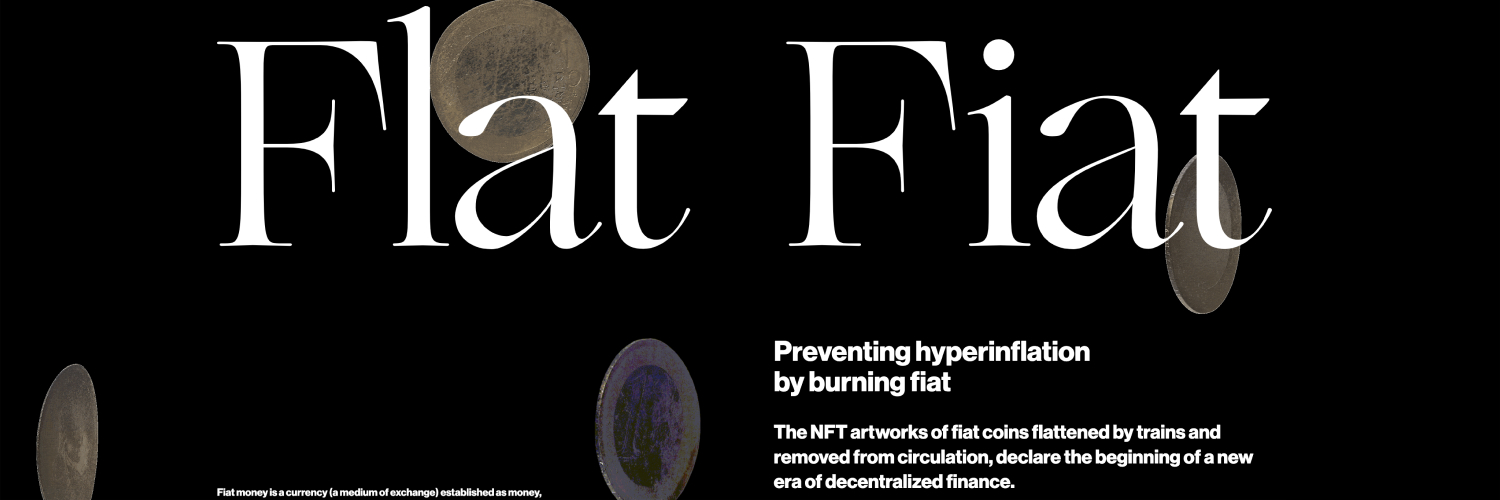 Flat Fiat
Preventing hyperinflation
by burning fiat
The NFT artworks of fiat coins flattened by trains and
removed from circulation, declare the beginning of a new
era of decentralized finance.
Fiat money is a currency (a medium of exchange) established as money,